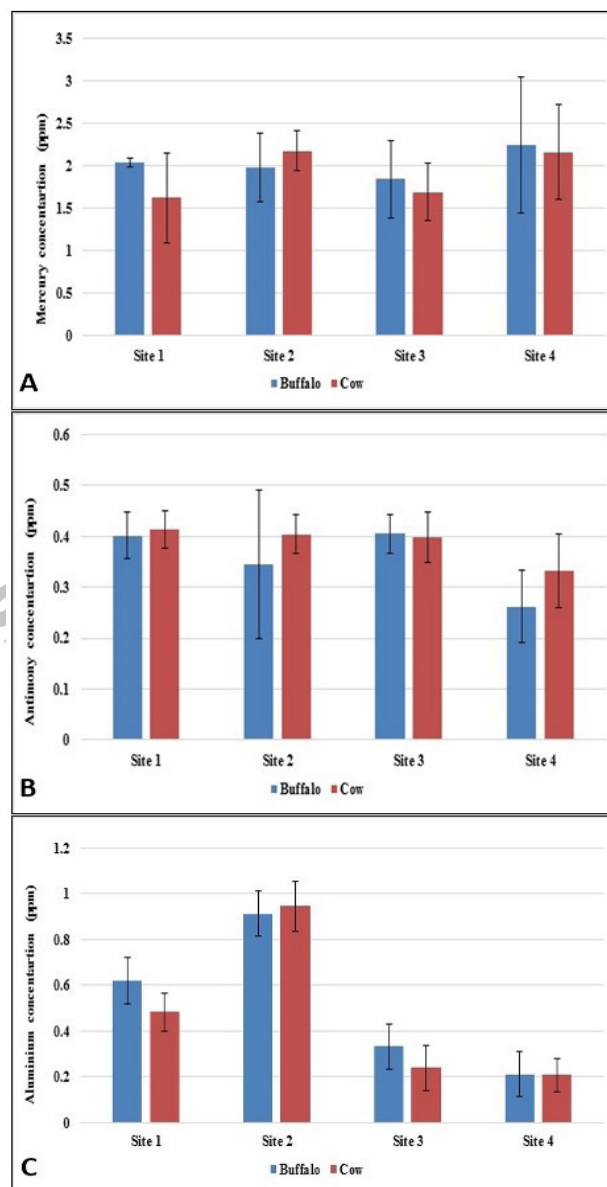 3.5
3
2.5
2
1.5
1
0.5
0
Mercury concentartion (ppm)
Site 1 Site 2 Site 3 Site 4
A
Buffalo Cow
0.6
0.5
0.4
0.3
0.2
0.1
0
Antimony concentartion (ppm)
Site 1 Site 2 Site 3 Site 4
B
Buffalo Cow
1.2
1
0.8
0.6
0.4
0.2
0
Aluminium concentartion (ppm)
Site 1 Site 2 Site 3 Site 4
C
Buffalo Cow